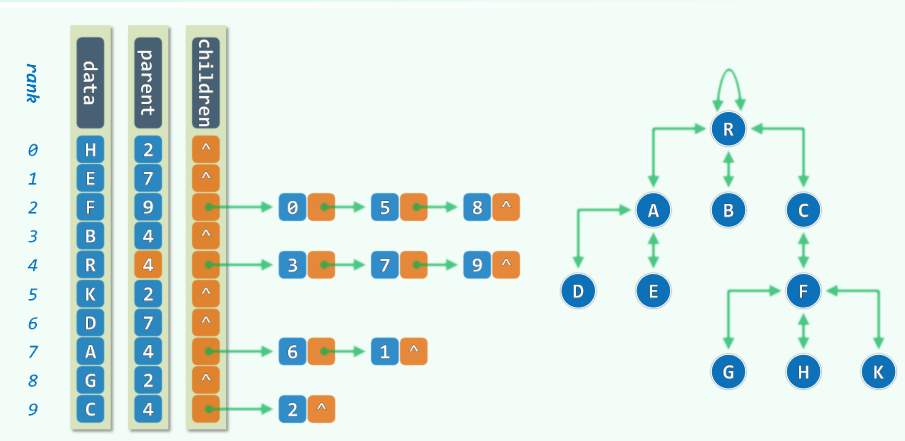 rank data parent children
0 H 2 ^
1 E 7 ^
2 F 9 0 5 8 ^
3 B 4 ^
4 R 4 3 7 9 ^
5 K 2 ^
6 D 7 ^
7 A 4 6 1 ^
8 G 2 ^
9 C 4 2 ^
R
A B C
D E F
G H K